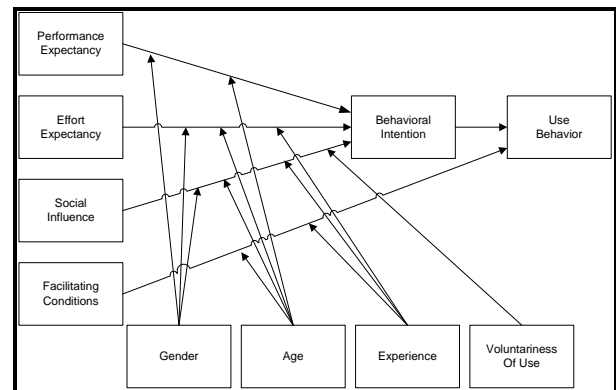 Performance
Expectancy
Effort
Expectancy
Behavioral
Intention
Use
Behavior
Social
Influence
Facilitating
Conditions
Gender
Age
Experience
Voluntariness
Of Use